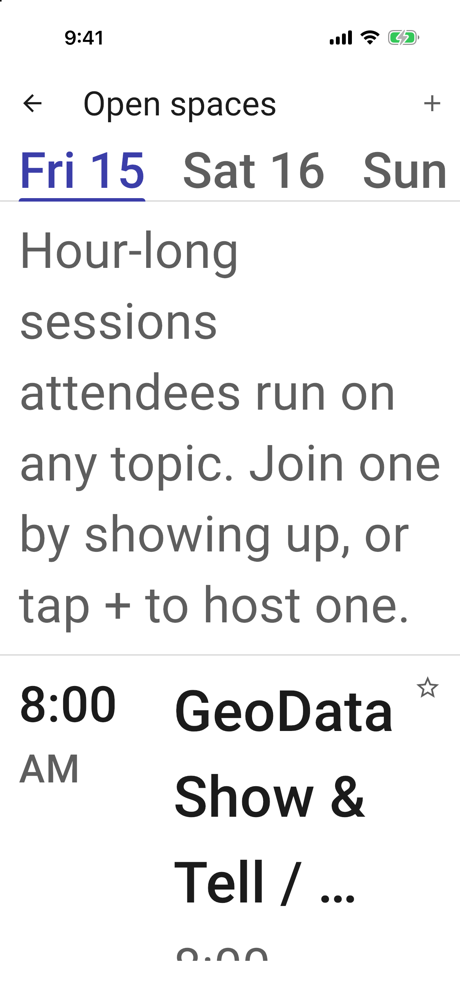 9:41
Open spaces
Fri 15 Sat 16 Sun
Hour-long
sessions
attendees run on
any topic. Join one
by showing up, or
tap + to host one.
8:00
AM
GeoData
Show &
Tell / ...